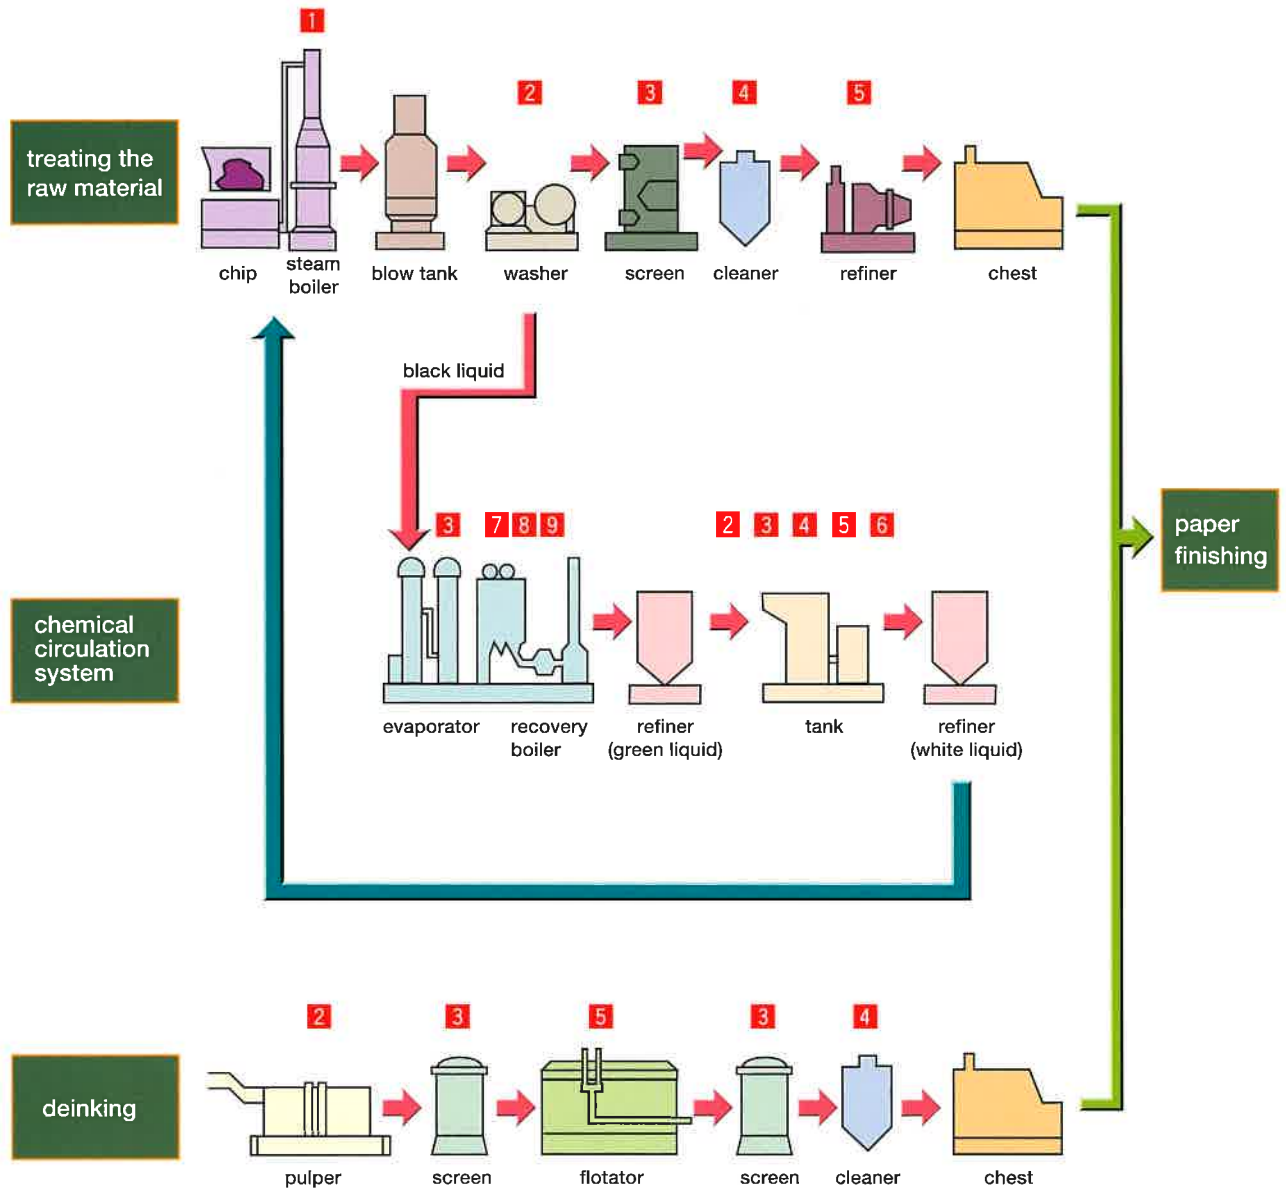 1
2
3
4
5
treating the
raw material
chip
steam
boiler
blow tank
washer
screen
cleaner
refiner
chest
black liquid
3
7
8
9
2
3
4
5
6
paper
finishing
chemical
circulation
system
evaporator
recovery
boiler
refiner
(green liquid)
tank
refiner
(white liquid)
2
3
5
3
4
deinking
pulper
screen
flotator
screen
cleaner
chest